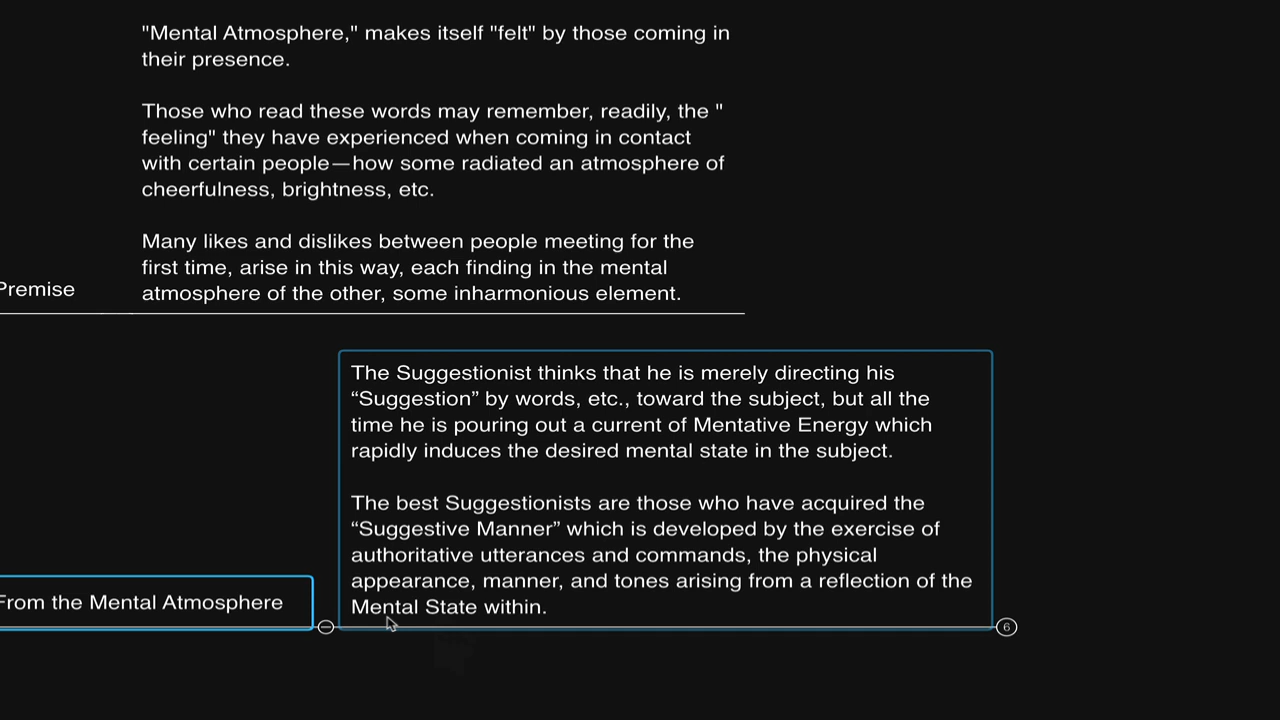 "Mental Atmosphere," makes itself "felt" by those coming in
their presence.
Those who read these words may remember, readily, the "
feeling" they have experienced when coming in contact
with certain people—how some radiated an atmosphere of
cheerfulness, brightness, etc.
Many likes and dislikes between people meeting for the
first time, arise in this way, each finding in the mental
atmosphere of the other, some inharmonious element.
Premise
The Suggestionist thinks that he is merely directing his
“Suggestion” by words, etc., toward the subject, but all the
time he is pouring out a current of Mentative Energy which
rapidly induces the desired mental state in the subject.
The best Suggestionists are those who have acquired the
“Suggestive Manner” which is developed by the exercise of
authoritative utterances and commands, the physical
appearance, manner, and tones arising from a reflection of the
Mental State within.
From the Mental Atmosphere
6